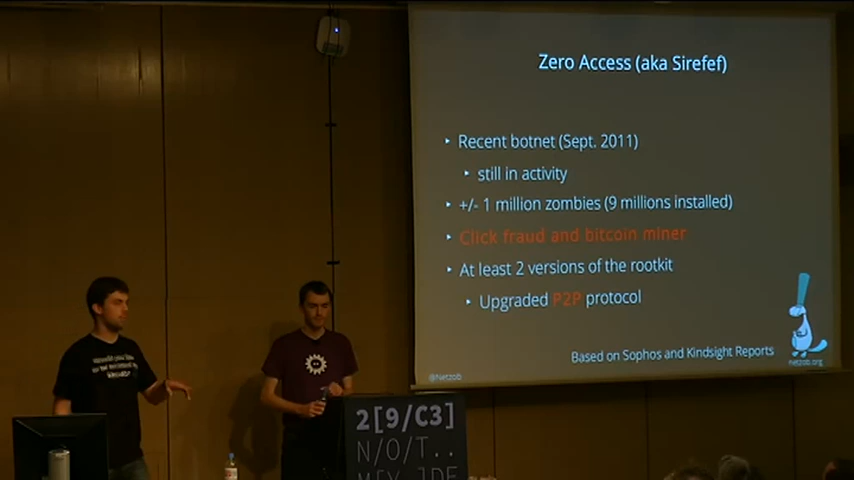 Zero Access (aka Sirefef)
‣ Recent botnet (Sept. 2011)
‣ still in activity
‣ +/- 1 million zombies (9 millions installed)
‣ Click fraud and bitcoin miner
‣ At least 2 versions of the rootkit
‣ Upgraded P2P protocol
Based on Sophos and Kindsight Reports
@Netzob
netzob.org
2[9/C3]
N/O/T..